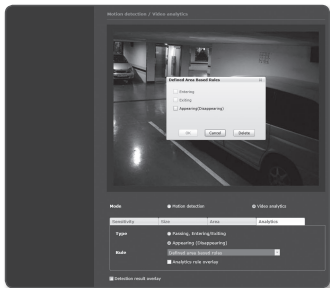 Motion detection / Video analytics
Defined Area Based Rules
Entering
Exiting
Appearing(Disappearing)
OK Cancel Delete
Mode Motion detection Video analytics
Sensitivity Size Area Analytics
Type Passing, Entering/Exiting
Appearing (Disappearing)
Rule Defined area based rules
Analytics rule overlay
Detection result overlay